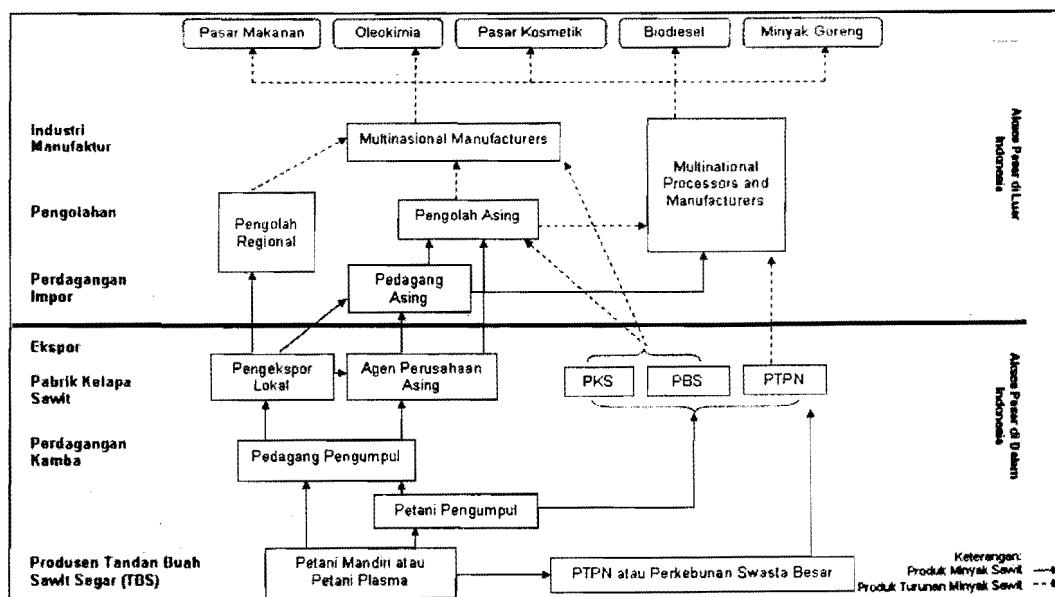 Pasar Makanan
Oleokimia
Pasar Kosmetik
Biodiesel
Minyak Goreng
Industri
Manufaktur
Multinasional Manufacturers
Multinational
Processors and
Manufacturers
Akses Pasar di Luar
Indonesia
Pengolahan
Pengolah
Regional
Pengolah Asing
Perdagangan
Impor
Pedagang
Asing
Ekspor
Pabrik Kelapa
Sawit
Pengekspor
Lokal
Agen Perusahaan
Asing
PKS
PBS
PTPN
Akses Pasar di Dalam
Indonesia
Perdagangan
Kamba
Pedagang Pengumpul
Petani Pengumpul
Produsen Tandan Buah
Sawit Segar (TBS)
Petani Mandiri atau
Petani Plasma
PTPN atau Perkebunan Swasta Besar
Keterangan:
Produk Minyak Sawit
Produk Turunan Minyak Sawit